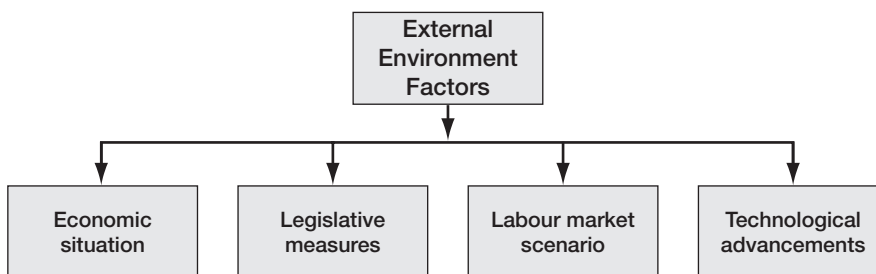 External
Environment
Factors
Economic
situation
Legislative
measures
Labour market
scenario
Technological
advancements